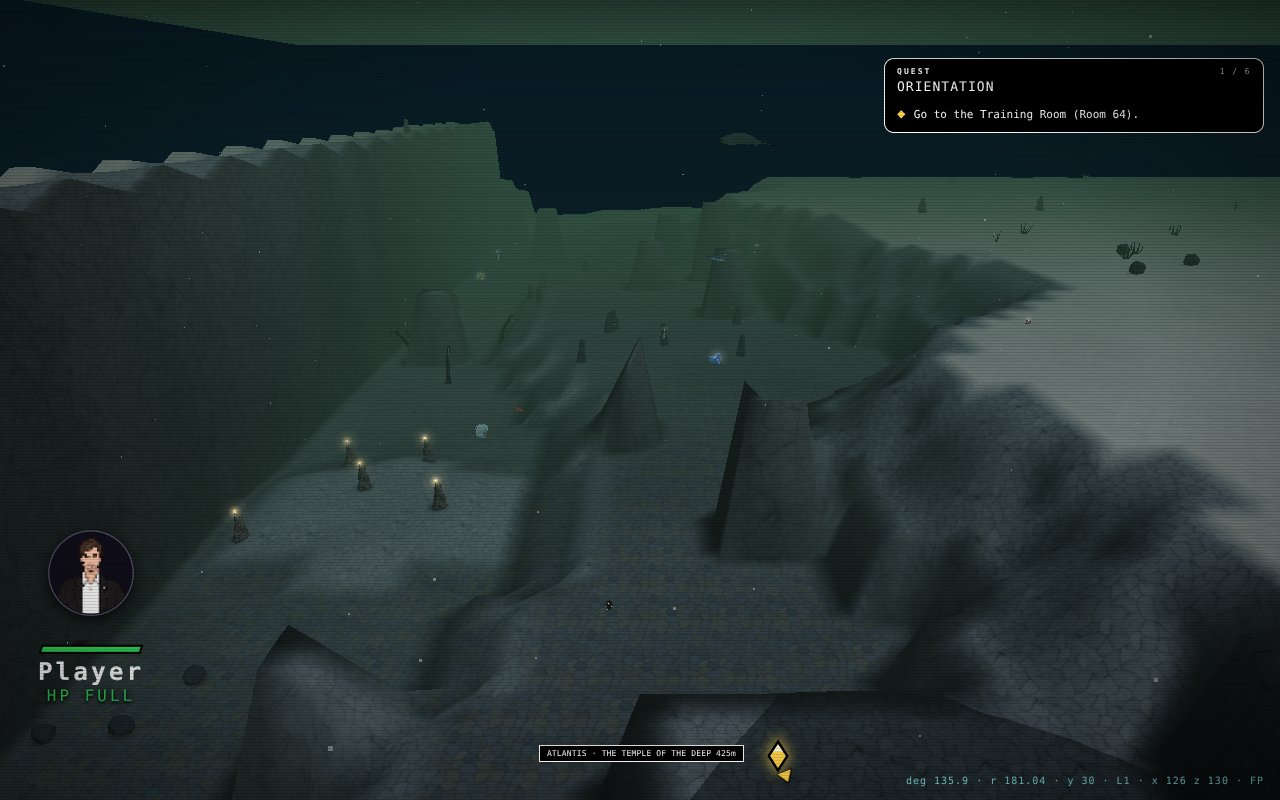 QUEST 1 / 6
ORIENTATION
Go to the Training Room (Room 64).
Player
HP FULL
ATLANTIS · THE TEMPLE OF THE DEEP 425m
deg 135.9 · r 181.04 · y 30 · L1 · x 126 z 130 · FP